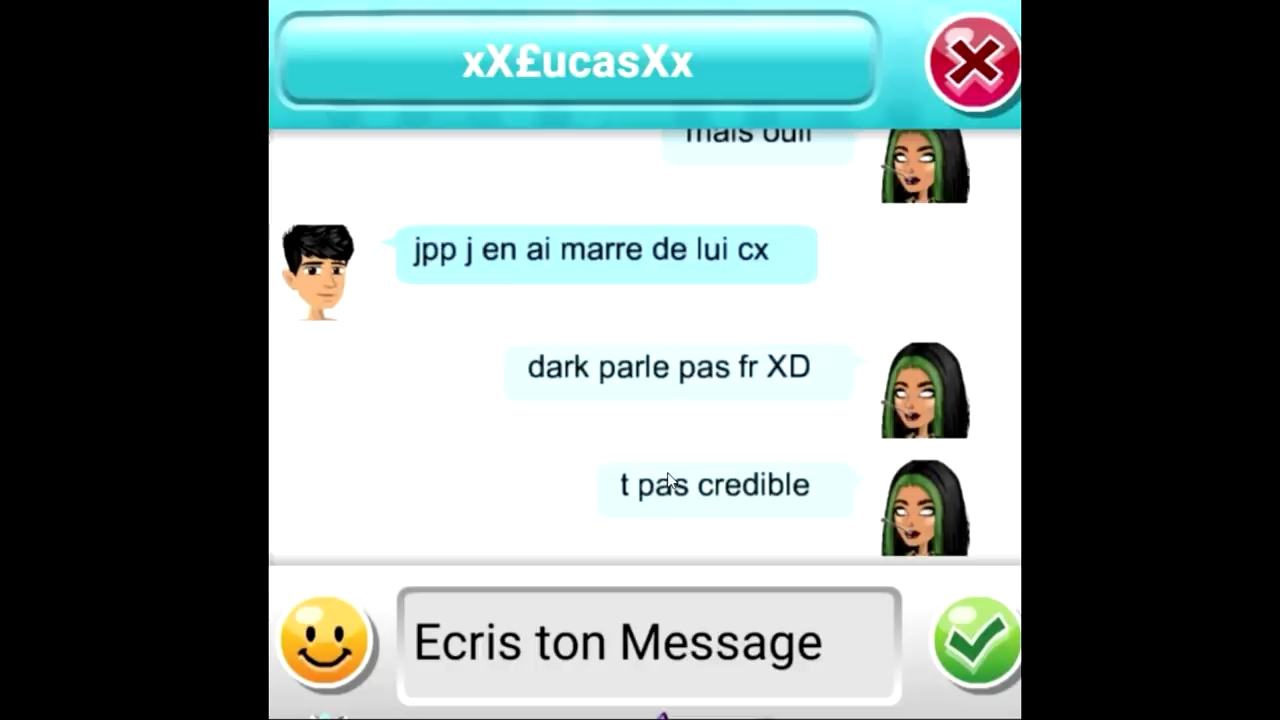 xX£ucasXx
mais ouii
jpp j en ai marre de lui cx
dark parle pas fr XD
t pas credible
Ecris ton Message